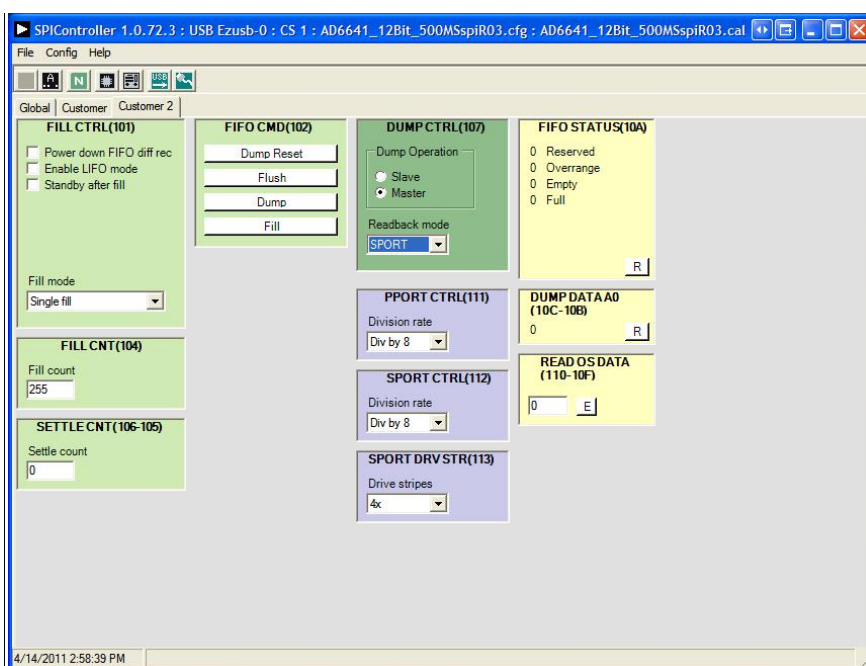 SPIController 1.0.72.3 : USB Ezusb-0 : CS 1 : AD6641_12Bit_500MSspiR03.cfg : AD6641_12Bit_500MSspiR03.cal
File Config Help
A N USB
Global Customer Customer 2
FILL CTRL(101)
Power down FIFO diff rec
Enable LIFO mode
Standby after fill
Fill mode
Single fill
FILL CNT(104)
Fill count
255
SETTLE CNT(106-105)
Settle count
0
FIFO CMD(102)
Dump Reset
Flush
Dump
Fill
DUMP CTRL(107)
Dump Operation
Slave
Master
Readback mode
SPORT
PPORT CTRL(111)
Division rate
Div by 8
SPORT CTRL(112)
Division rate
Div by 8
SPORT DRV STR(113)
Drive stripes
4x
FIFO STATUS(10A)
0 Reserved
0 Overrange
0 Empty
0 Full
R
DUMP DATA A0
(10C-10B)
0 R
READ OS DATA
(110-10F)
0 E
4/14/2011 2:58:39 PM